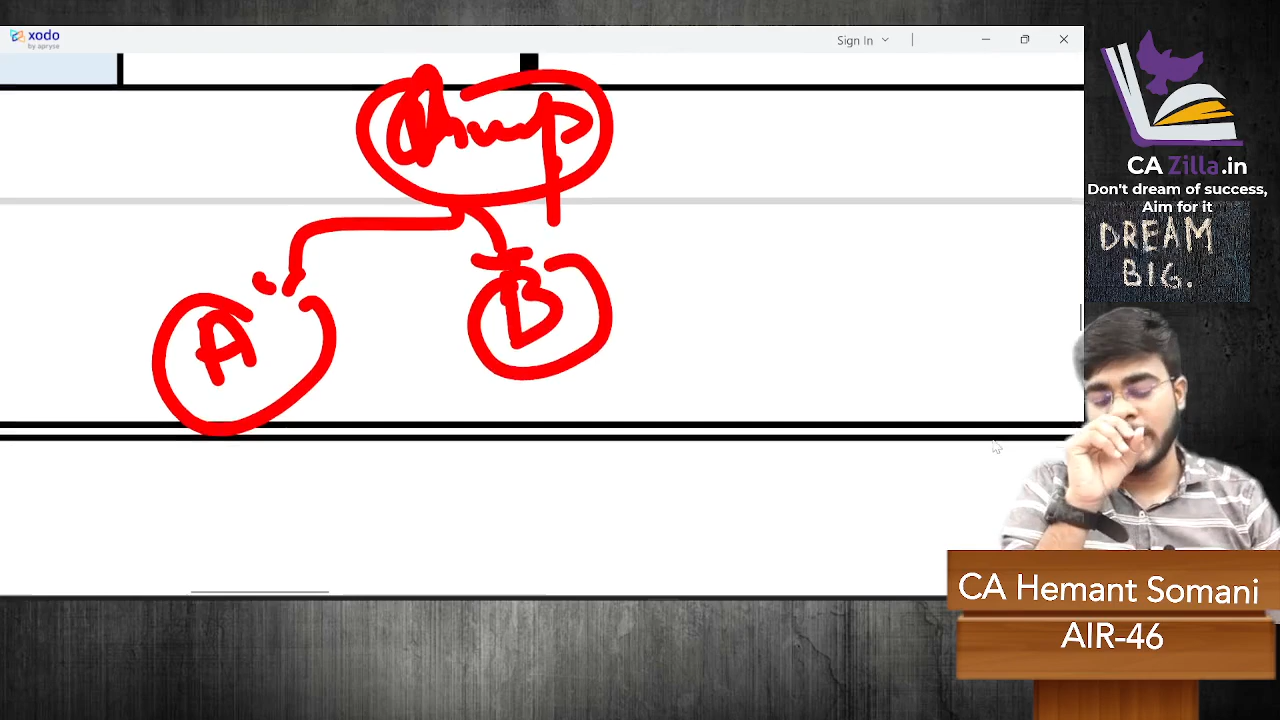 xodo
by apryse
Sign In
A
B
CA Zilla.in
Don't dream of success,
Aim for it
DREAM
BIG.
CA Hemant Somani
AIR-46